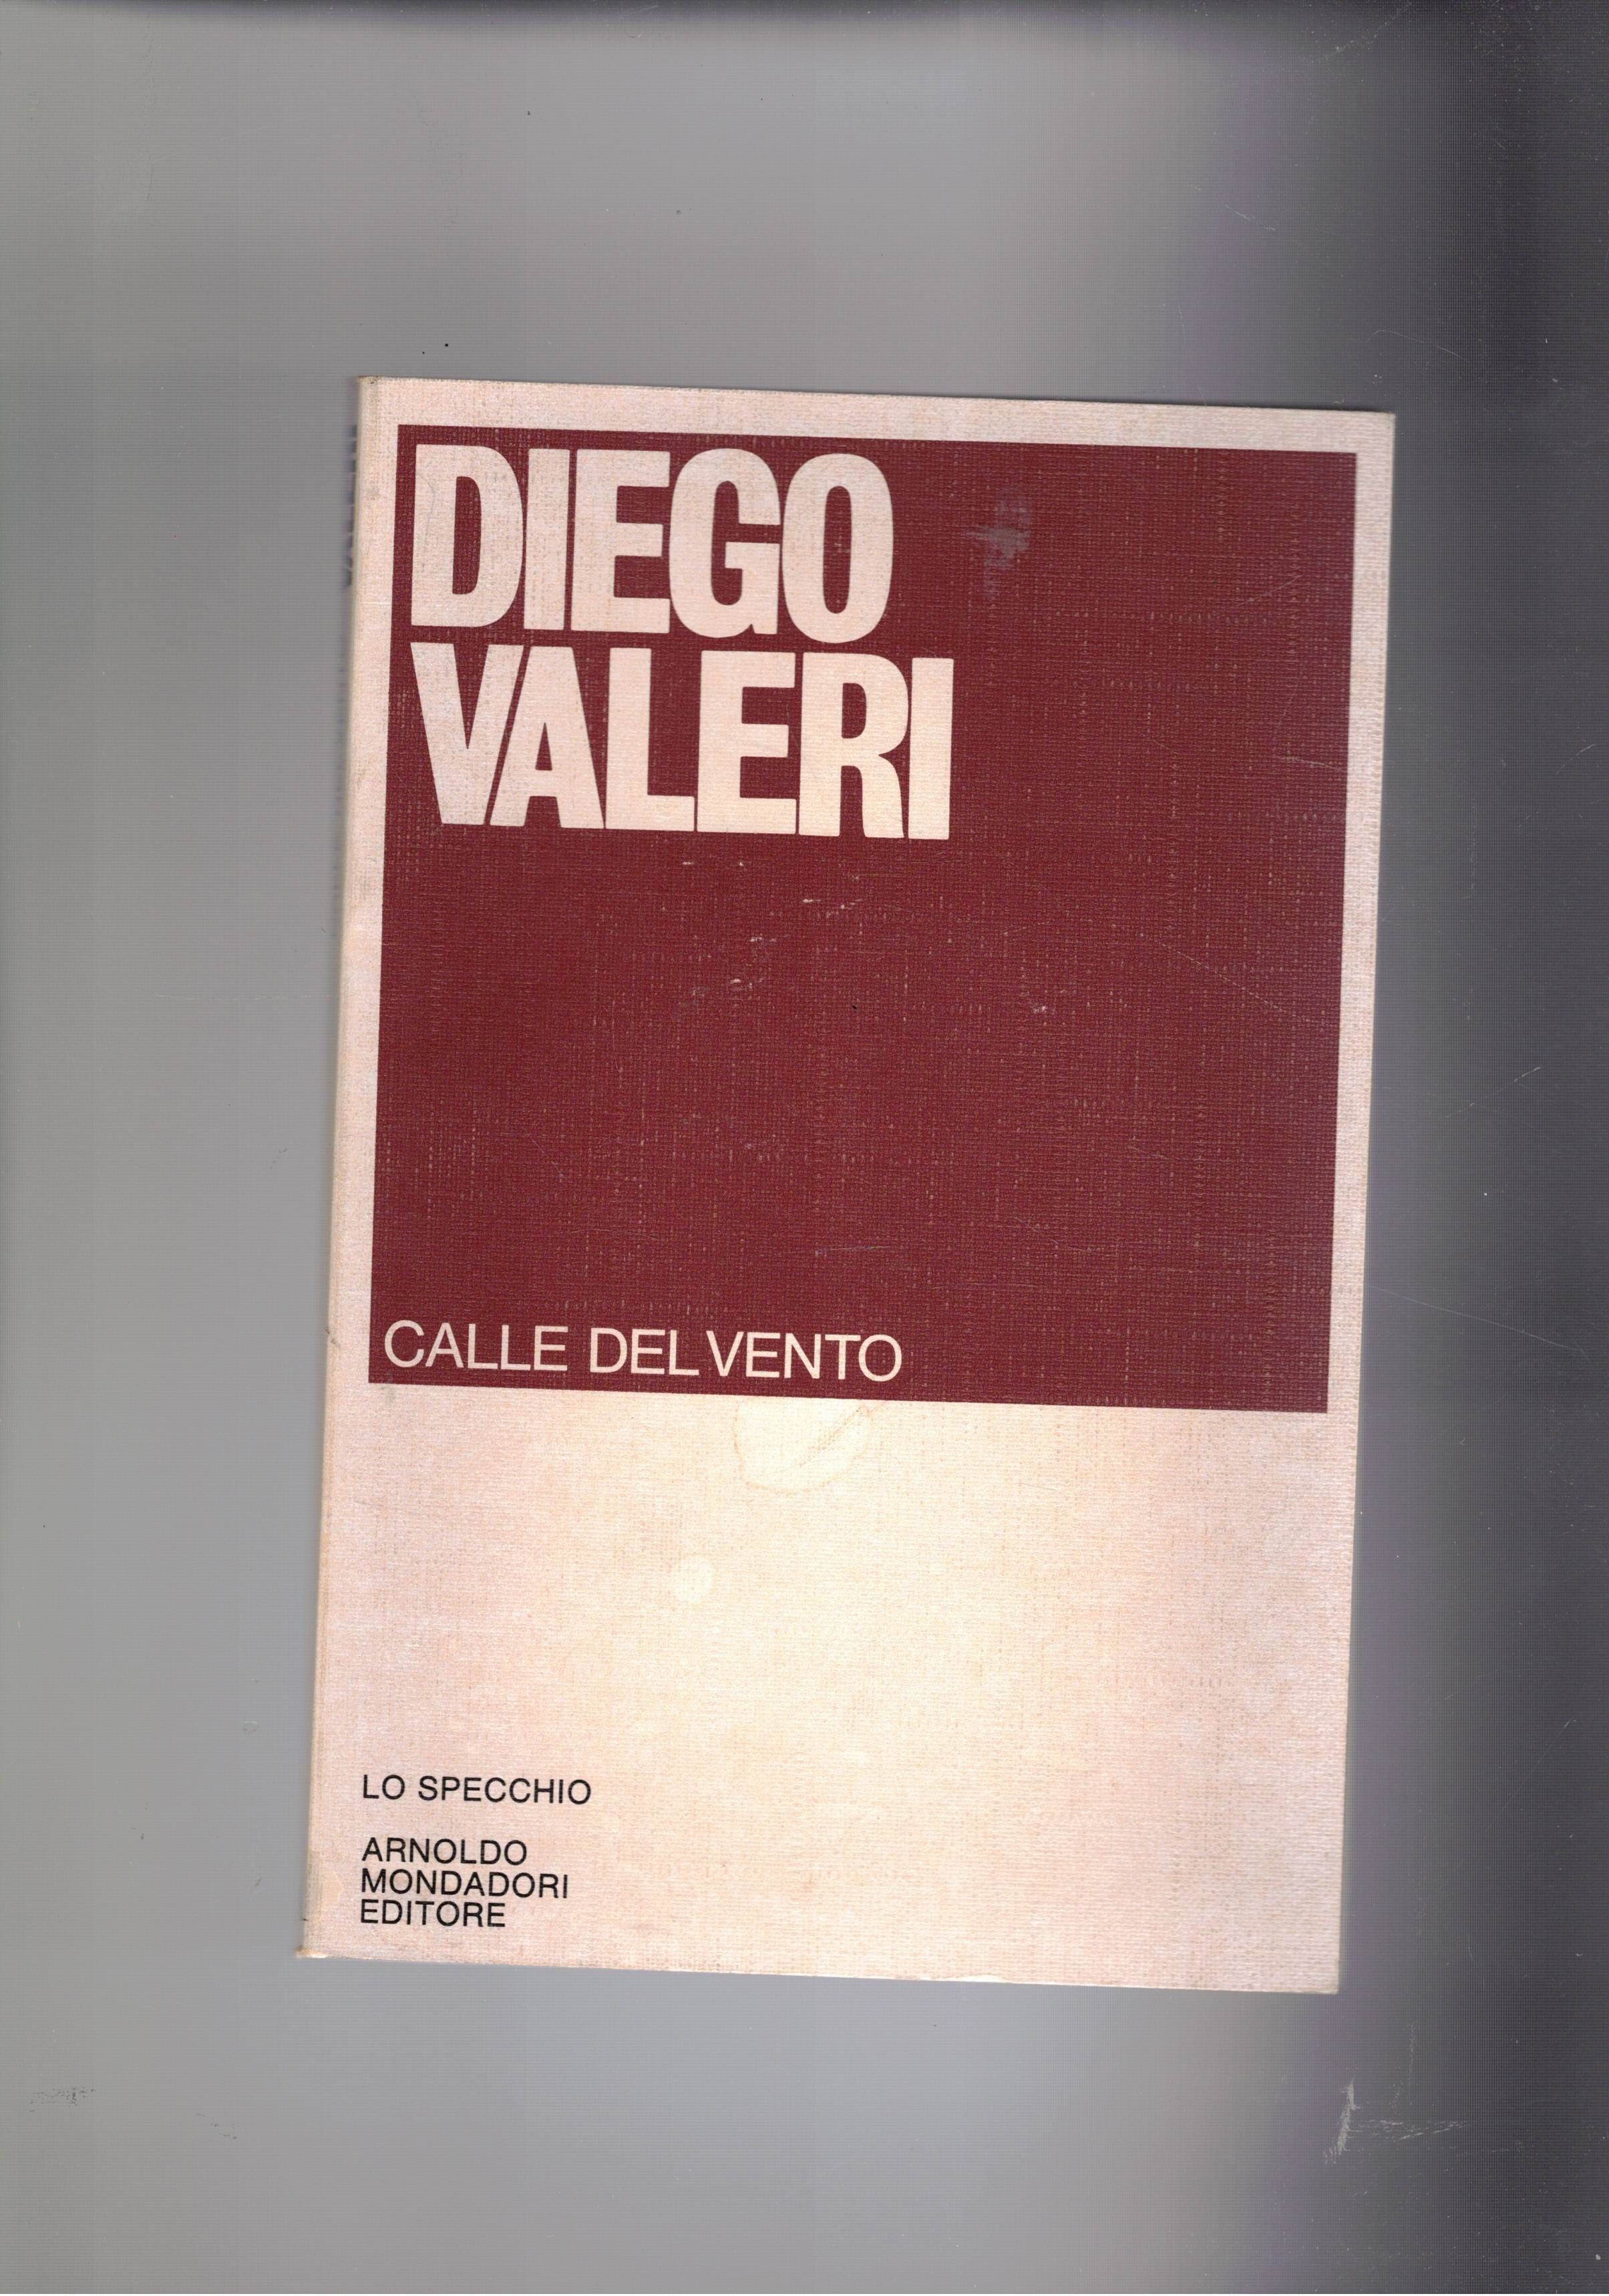 DIEGO
VALERI
CALLE DEL VENTO
LO SPECCHIO
ARNOLDO
MONDADORI
EDITORE